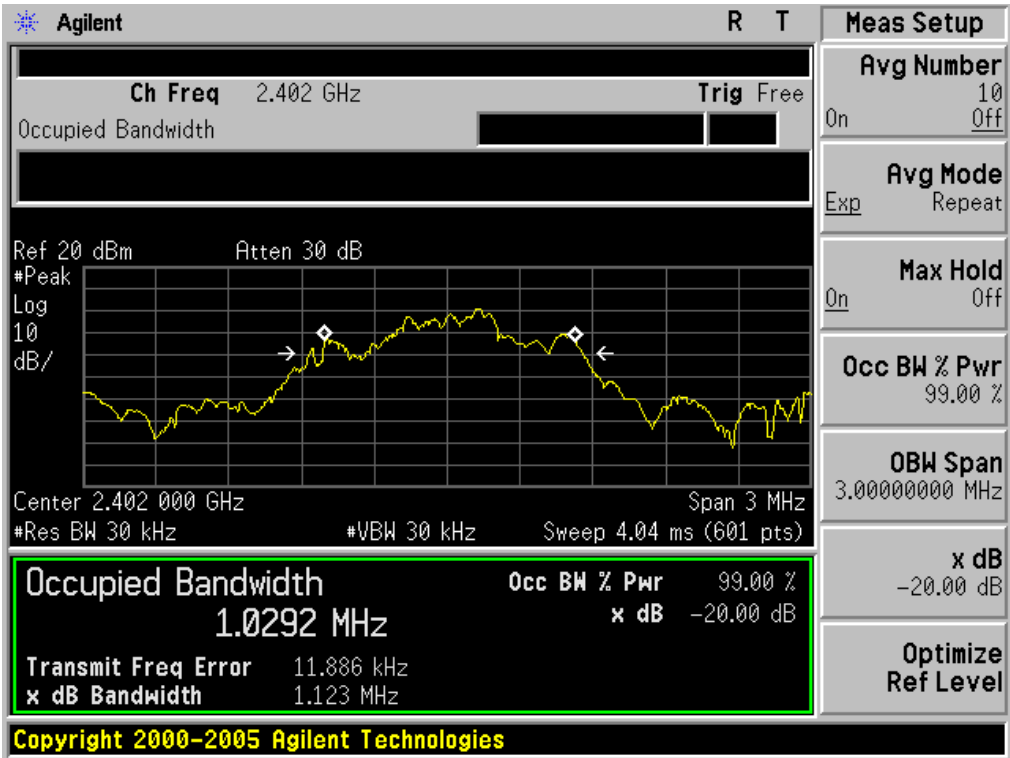 Agilent R T
Ch Freq 2.402 GHz Trig Free
Occupied Bandwidth
Ref 20 dBm Atten 30 dB
#Peak
Log
10
dB/
Center 2.402 000 GHz Span 3 MHz
#Res BW 30 kHz #VBW 30 kHz Sweep 4.04 ms (601 pts)
Occupied Bandwidth Occ BW % Pwr 99.00 %
1.0292 MHz x dB -20.00 dB
Transmit Freq Error 11.886 kHz
x dB Bandwidth 1.123 MHz
Copyright 2000-2005 Agilent Technologies
Meas Setup
Avg Number
10
On Off
Avg Mode
Exp Repeat
Max Hold
On Off
Occ BW % Pwr
99.00 %
OBW Span
3.00000000 MHz
x dB
-20.00 dB
Optimize
Ref Level